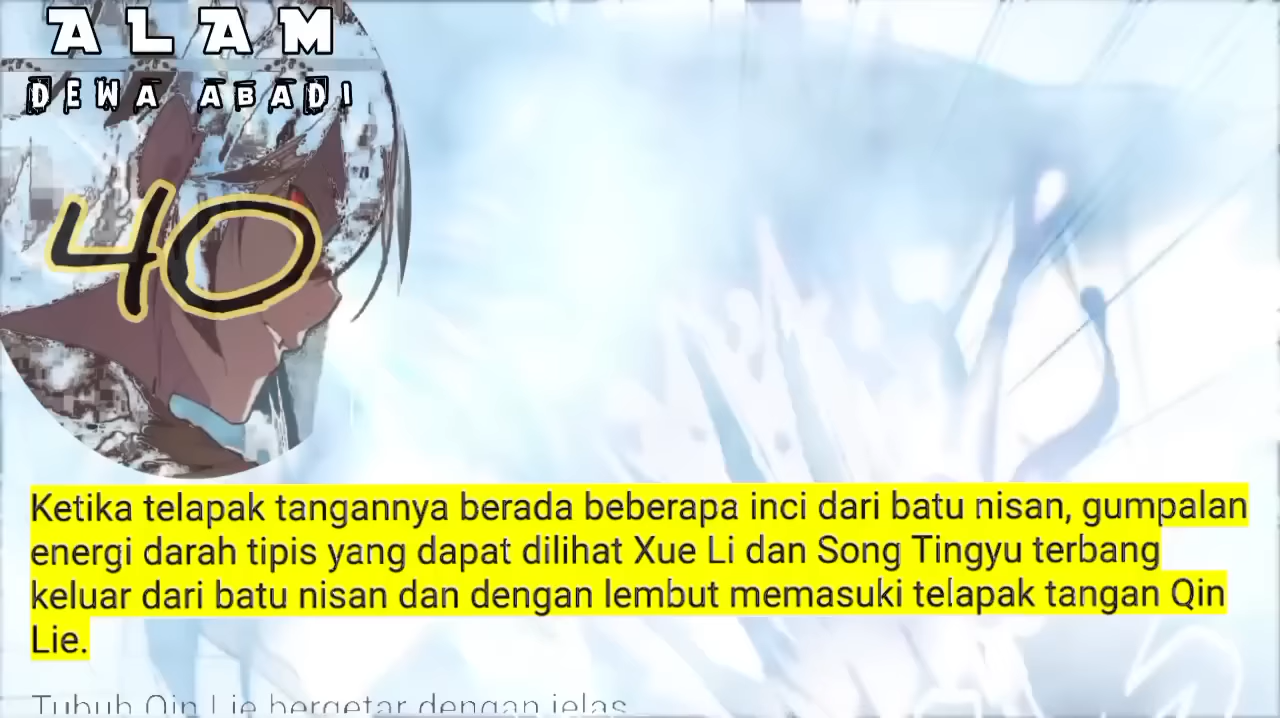 ALAM
DEWA ABADI
40
Ketika telapak tangannya berada beberapa inci dari batu nisan, gumpalan
energi darah tipis yang dapat dilihat Xue Li dan Song Tingyu terbang
keluar dari batu nisan dan dengan lembut memasuki telapak tangan Qin
Lie.
Tubuh Qin Lie bergetar dengan jelas